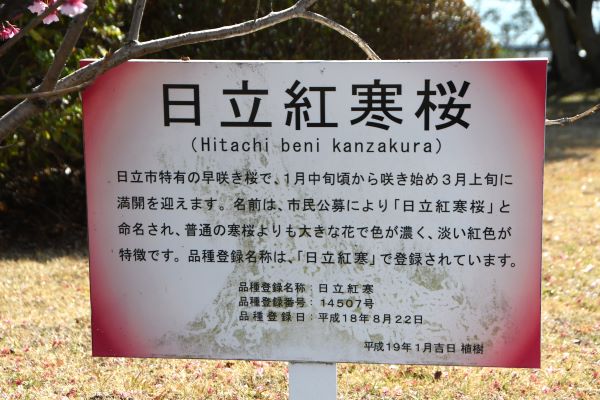 日立紅寒桜
(Hitachi beni kanzakura)
日立市特有の早咲き桜で、1月中旬頃から咲き始め3月上旬に
満開を迎えます。名前は、市民公募により「日立紅寒桜」と
命名され、普通の寒桜よりも大きな花で色が濃く、淡い紅色が
特徴です。品種登録名称は、「日立紅寒」で登録されています。
品種登録名称：日立紅寒
品種登録番号：14507号
品種登録日：平成18年8月22日
平成19年1月吉日 植樹